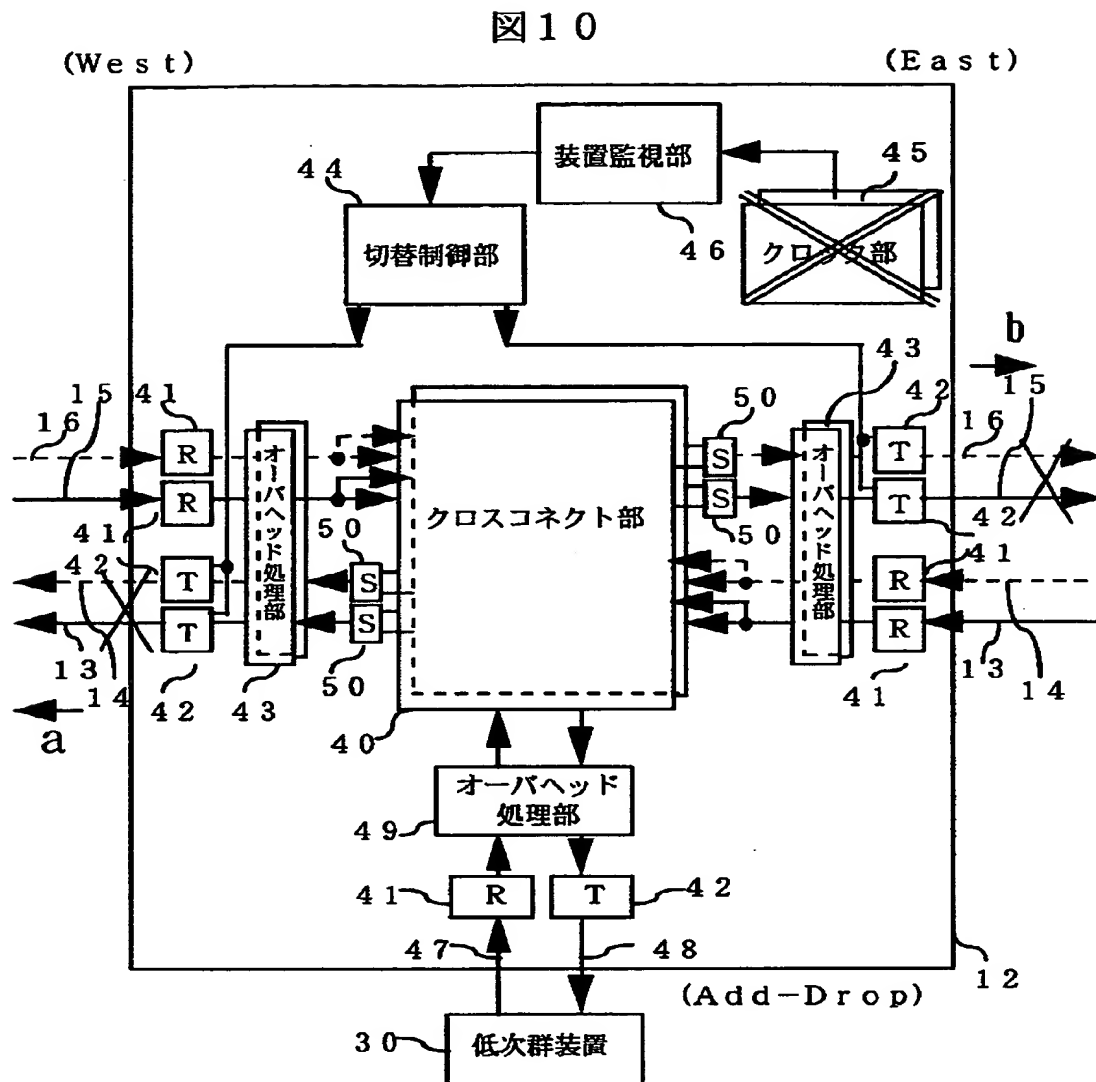 図10
(West)
(East)
装置監視部
45
44
46
クロック部
切替制御部
b
43
15
41
16
50
42
15
16
R
オーバヘッド処理部
S
オーバヘッド処理部
T
R
クロスコネクト部
S
T
41
50
50
42
42
T
S
R
41
T
S
R
13
14
42
43
50
41
13
14
a
40
オーバヘッド
処理部
49
41
R
T
42
47
48
12
(Add-Drop)
30
低次群装置